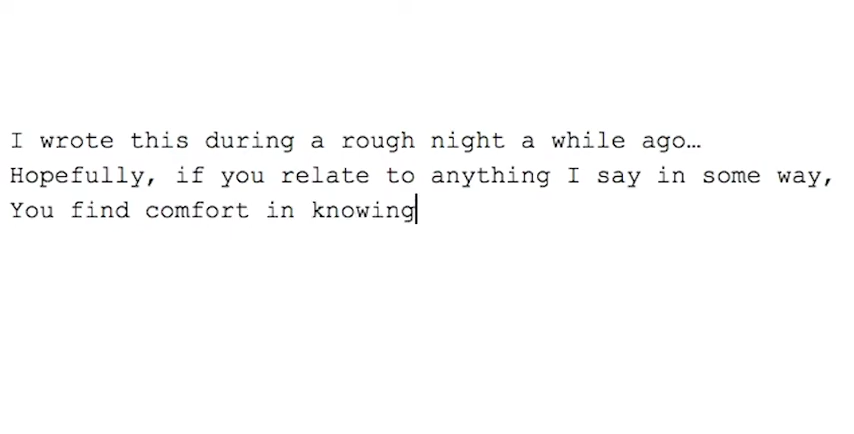 I wrote this during a rough night a while ago…
Hopefully, if you relate to anything I say in some way,
You find comfort in knowing